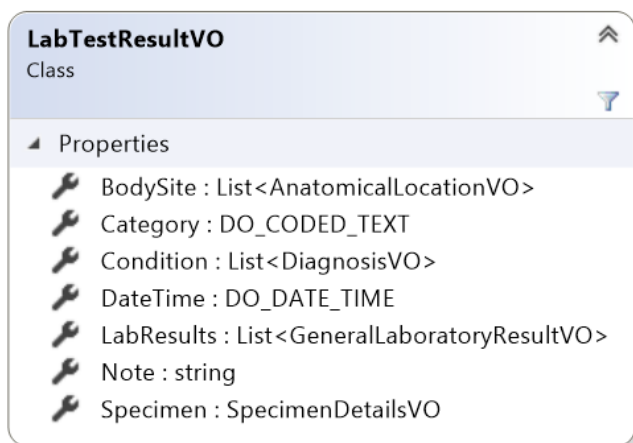 LabTestResultVO
Class
Properties
BodySite : List<AnatomicalLocationVO>
Category : DO_CODED_TEXT
Condition : List<DiagnosisVO>
DateTime : DO_DATE_TIME
LabResults : List<GeneralLaboratoryResultVO>
Note : string
Specimen : SpecimenDetailsVO